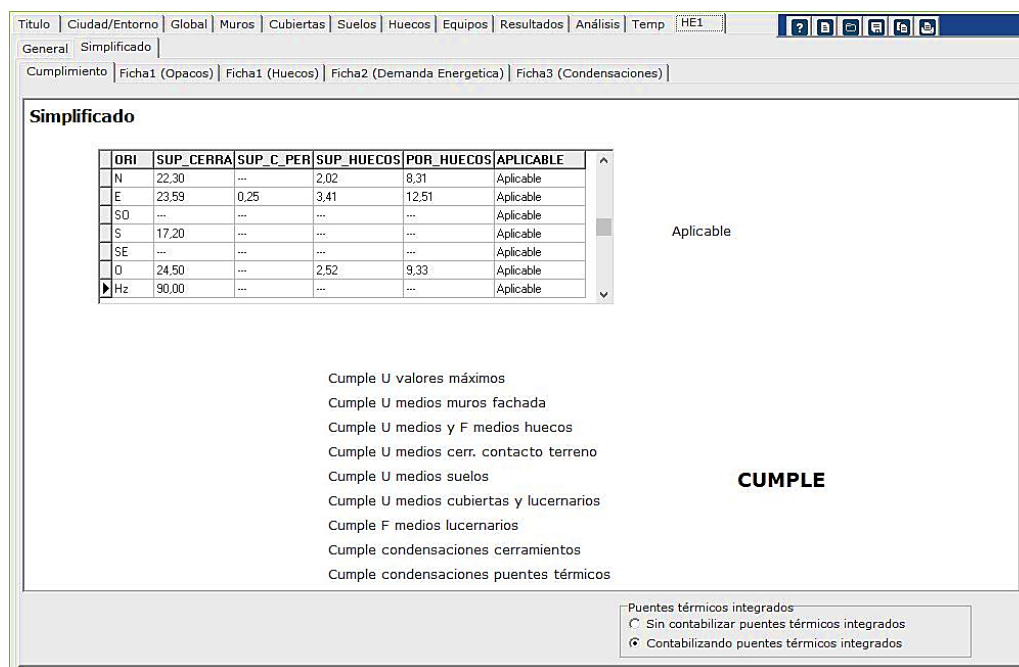 Titulo Ciudad/Entorno Global Muros Cubiertas Suelos Huecos Equipos Resultados Análisis Temp HE1
General Simplificado
Cumplimiento Ficha1 (Opacos) Ficha1 (Huecos) Ficha2 (Demanda Energetica) Ficha3 (Condensaciones)
Simplificado
ORI SUP_CERRA SUP_C_PER SUP_HUECOS POR_HUECOS APLICABLE
N 22,30 --- 2,02 8,31 Aplicable
E 23,59 0,25 3,41 12,51 Aplicable
SO --- --- --- --- Aplicable
S 17,20 --- --- --- Aplicable
SE --- --- --- --- Aplicable
O 24,50 --- 2,52 9,33 Aplicable
Hz 90,00 --- --- --- Aplicable
Aplicable
Cumple U valores máximos
Cumple U medios muros fachada
Cumple U medios y F medios huecos
Cumple U medios cerr. contacto terreno
Cumple U medios suelos
Cumple U medios cubiertas y lucernarios
Cumple F medios lucernarios
Cumple condensaciones cerramientos
Cumple condensaciones puentes térmicos
CUMPLE
Puentes térmicos integrados
Sin contabilizar puentes térmicos integrados
Contabilizando puentes térmicos integrados